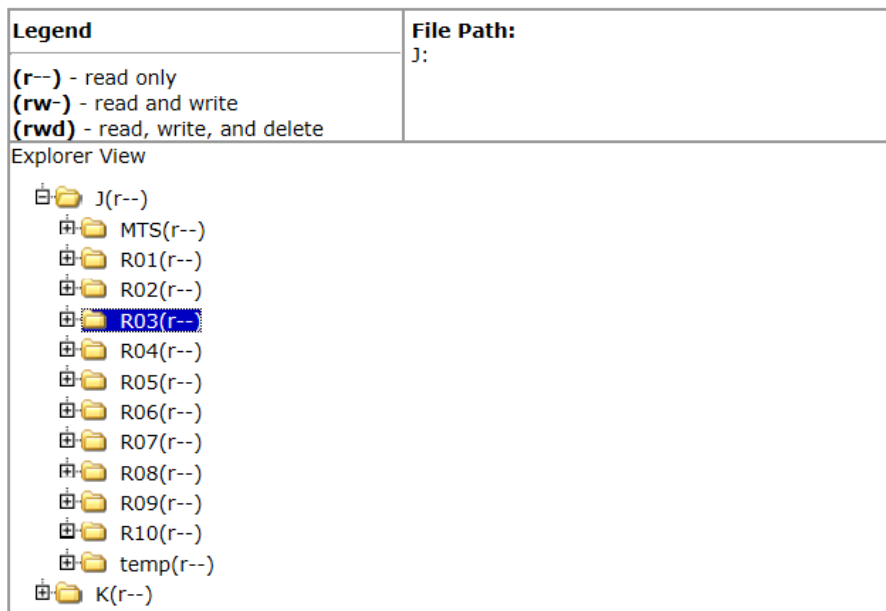 Legend
(r--) - read only
(rw-) - read and write
(rwd) - read, write, and delete
File Path:
J:
Explorer View
J(r--)
MTS(r--)
R01(r--)
R02(r--)
R03(r--)
R04(r--)
R05(r--)
R06(r--)
R07(r--)
R08(r--)
R09(r--)
R10(r--)
temp(r--)
K(r--)